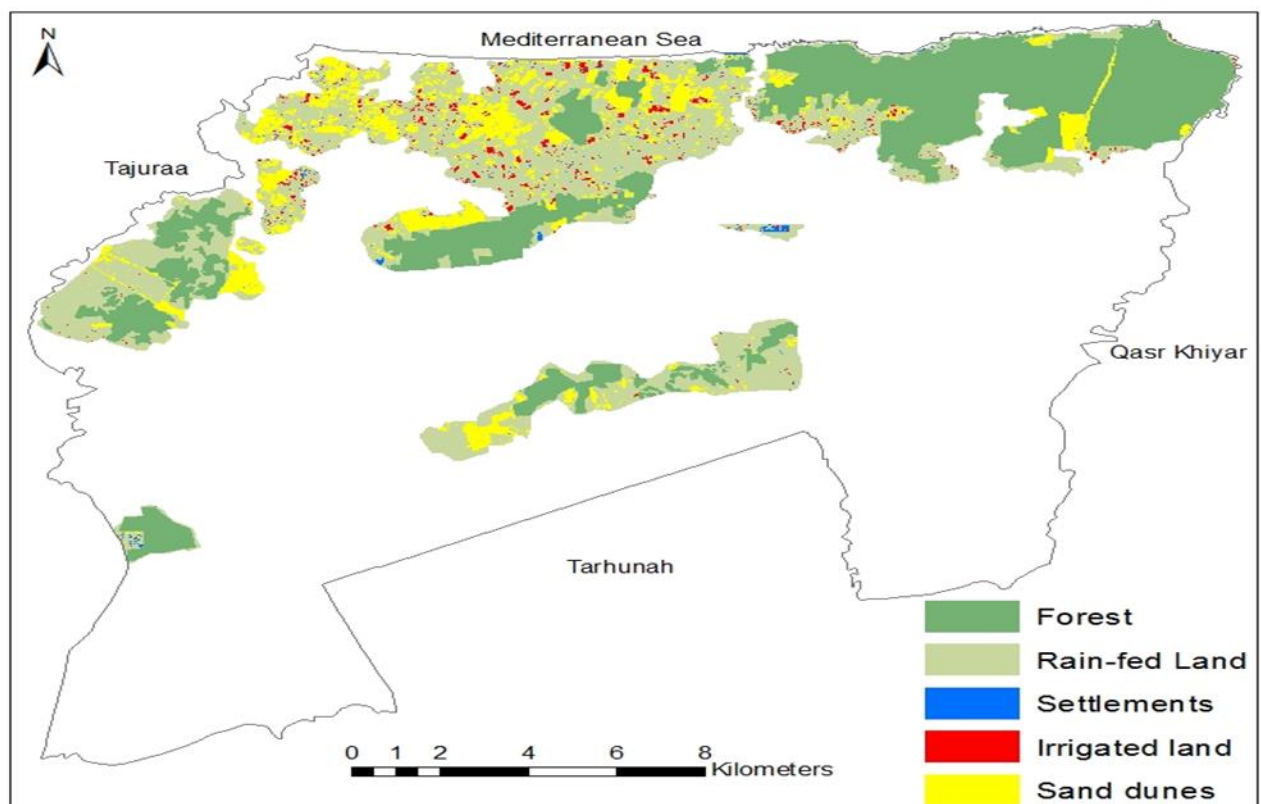 N
Mediterranean Sea
Tajuraa
Qasr Khiyar
Tarhunah
Forest
Rain-fed Land
Settlements
Irrigated land
Sand dunes
0 1 2 4 6 8
Kilometers